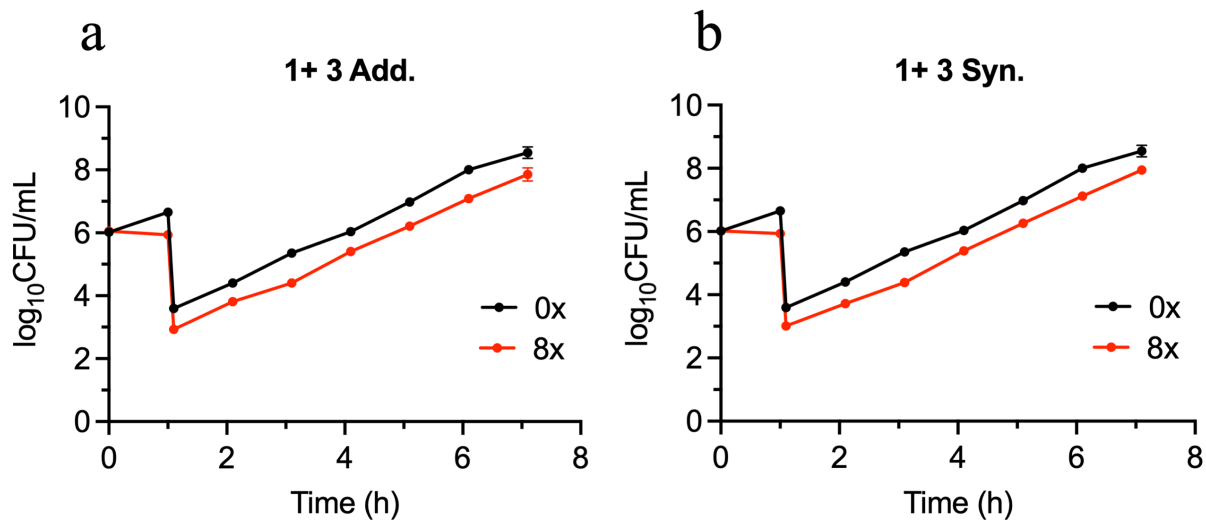 a
1+ 3 Add.
log10CFU/mL
10
8
6
4
2
0
0x
8x
0 2 4 6 8
Time (h)
b
1+ 3 Syn.
log10CFU/mL
10
8
6
4
2
0
0x
8x
0 2 4 6 8
Time (h)